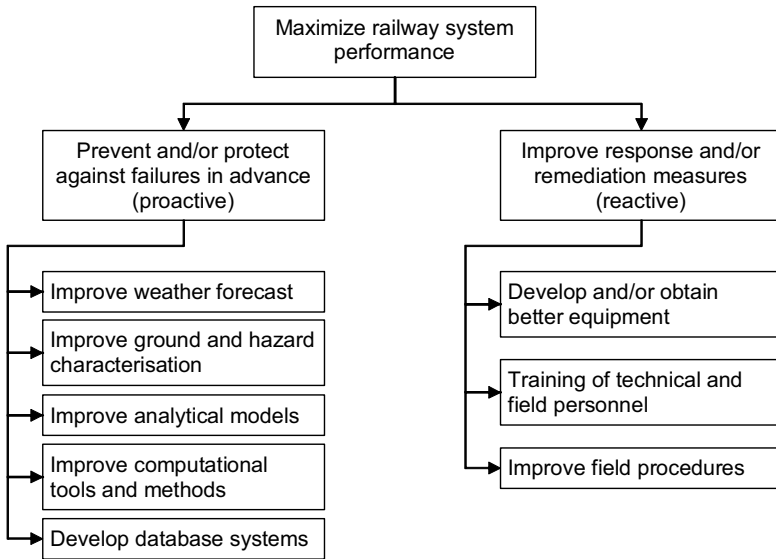 Maximize railway system
performance
Prevent and/or protect
against failures in advance
(proactive)
Improve weather forecast
Improve ground and hazard
characterisation
Improve analytical models
Improve computational
tools and methods
Develop database systems
Improve response and/or
remediation measures
(reactive)
Develop and/or obtain
better equipment
Training of technical and
field personnel
Improve field procedures